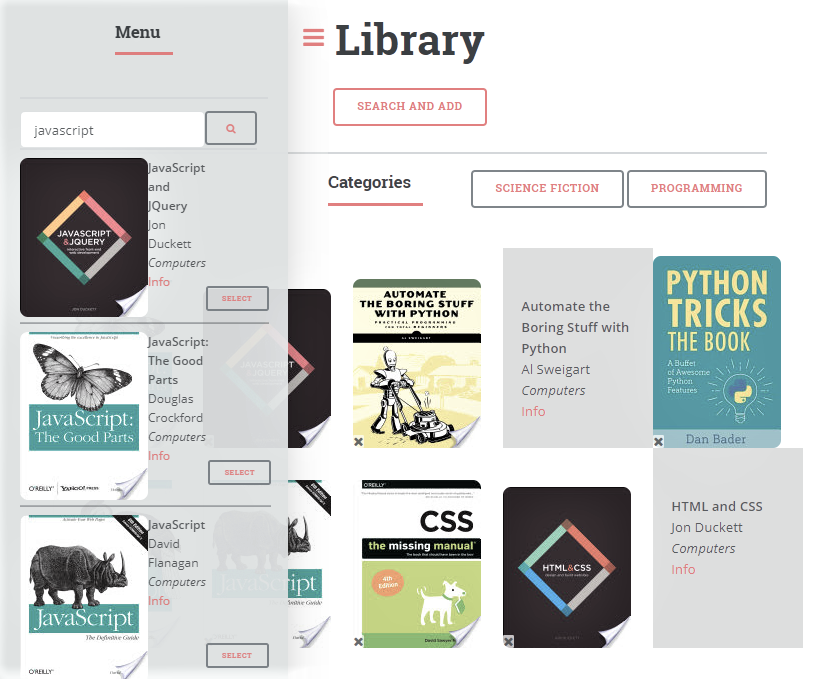 Menu
Library
SEARCH AND ADD
javascript
Categories
SCIENCE FICTION
PROGRAMMING
JAVASCRIPT
&JQUERY
interactive front-end
web development
JON DUCKETT
JavaScript
and
JQuery
Jon
Duckett
Computers
Info
SELECT
Unearthing the excellence in JavaScript
JavaScript:
The Good Parts
O'REILLY
YAHOO! PRESS
JavaScript:
The Good
Parts
Douglas
Crockford
Computers
Info
SELECT
Activate Your Web Pages
JavaScript
The Definitive Guide
O'REILLY
JavaScript
David
Flanagan
Computers
Info
SELECT
JAVASCRIPT
&JQUERY
AUTOMATE
THE BORING STUFF
WITH PYTHON
PRACTICAL PROGRAMMING
FOR TOTAL BEGINNERS
AL SWEIGART
Automate the
Boring Stuff with
Python
Al Sweigart
Computers
Info
PYTHON
TRICKS
THE BOOK
A Buffet
of Awesome
Python
Features
Dan Bader
JavaScript
Definitive Guide
O'REILLY
CSS
the missing manual
The book that should have been in the box
4th
Edition
David Sawyer
HTML&CSS
design and build websites
JON DUCKETT
HTML and CSS
Jon Duckett
Computers
Info